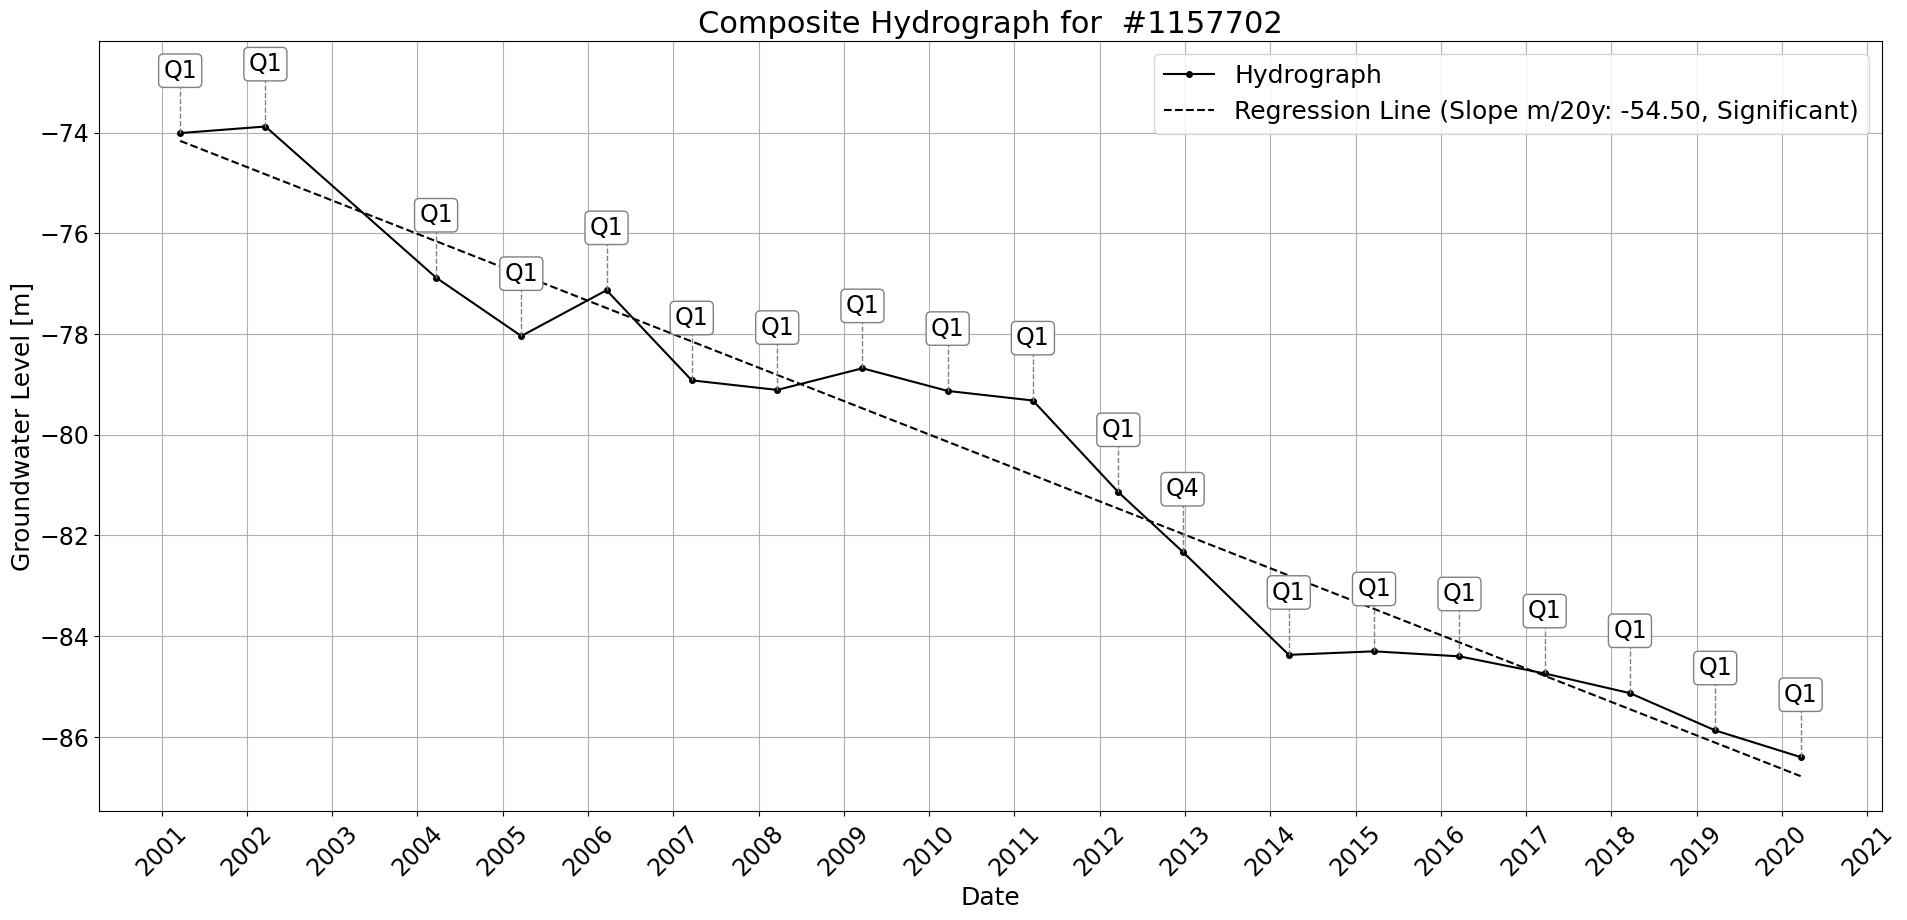 Composite Hydrograph for  #1157702
Hydrograph
Regression Line (Slope m/20y: -54.50, Significant)
Q1
Q1
Q1
Q1
Q1
Q1
Q1
Q1
Q1
Q1
Q1
Q4
Q1
Q1
Q1
Q1
Q1
Q1
Q1
Groundwater Level [m]
−74
−76
−78
−80
−82
−84
−86
2001
2002
2003
2004
2005
2006
2007
2008
2009
2010
2011
2012
2013
2014
2015
2016
2017
2018
2019
2020
2021
Date